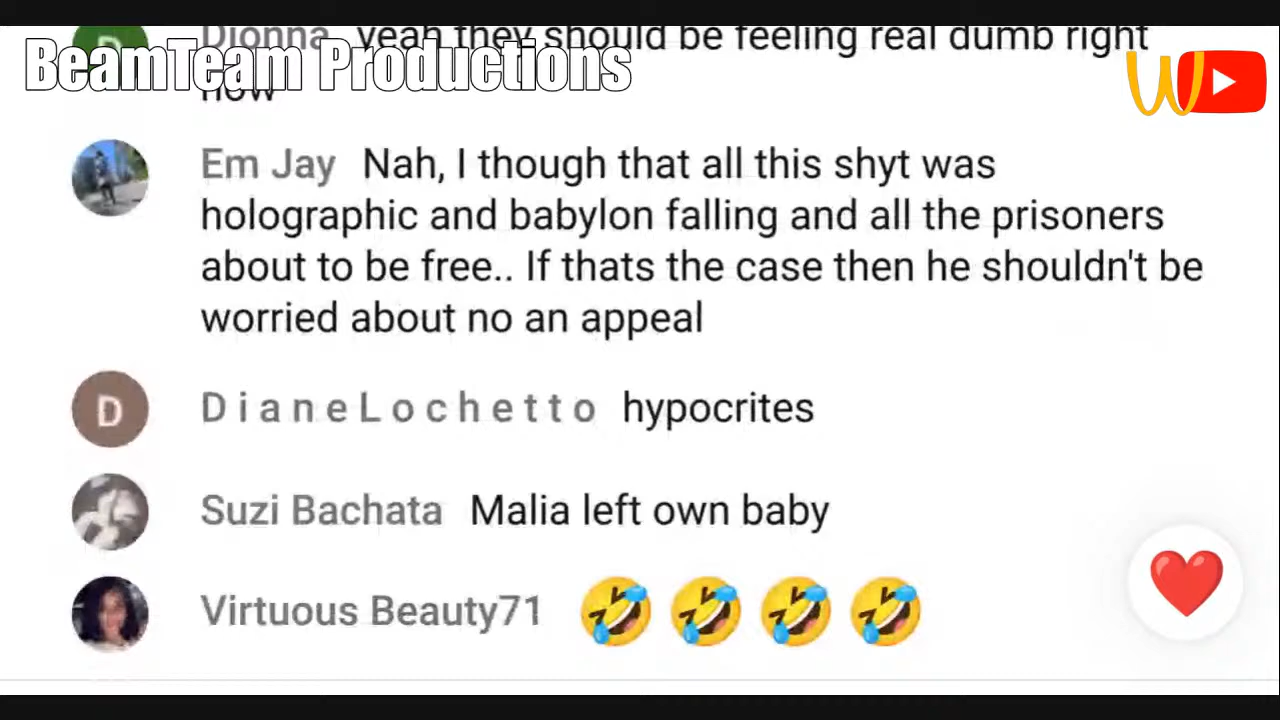 BeamTeam Productions
Dionna yeah they should be feeling real dumb right
now
Em Jay Nah, I though that all this shyt was
holographic and babylon falling and all the prisoners
about to be free.. If thats the case then he shouldn't be
worried about no an appeal
D
D i a n e L o c h e t t o hypocrites
Suzi Bachata Malia left own baby
Virtuous Beauty71 🤣 🤣 🤣 🤣